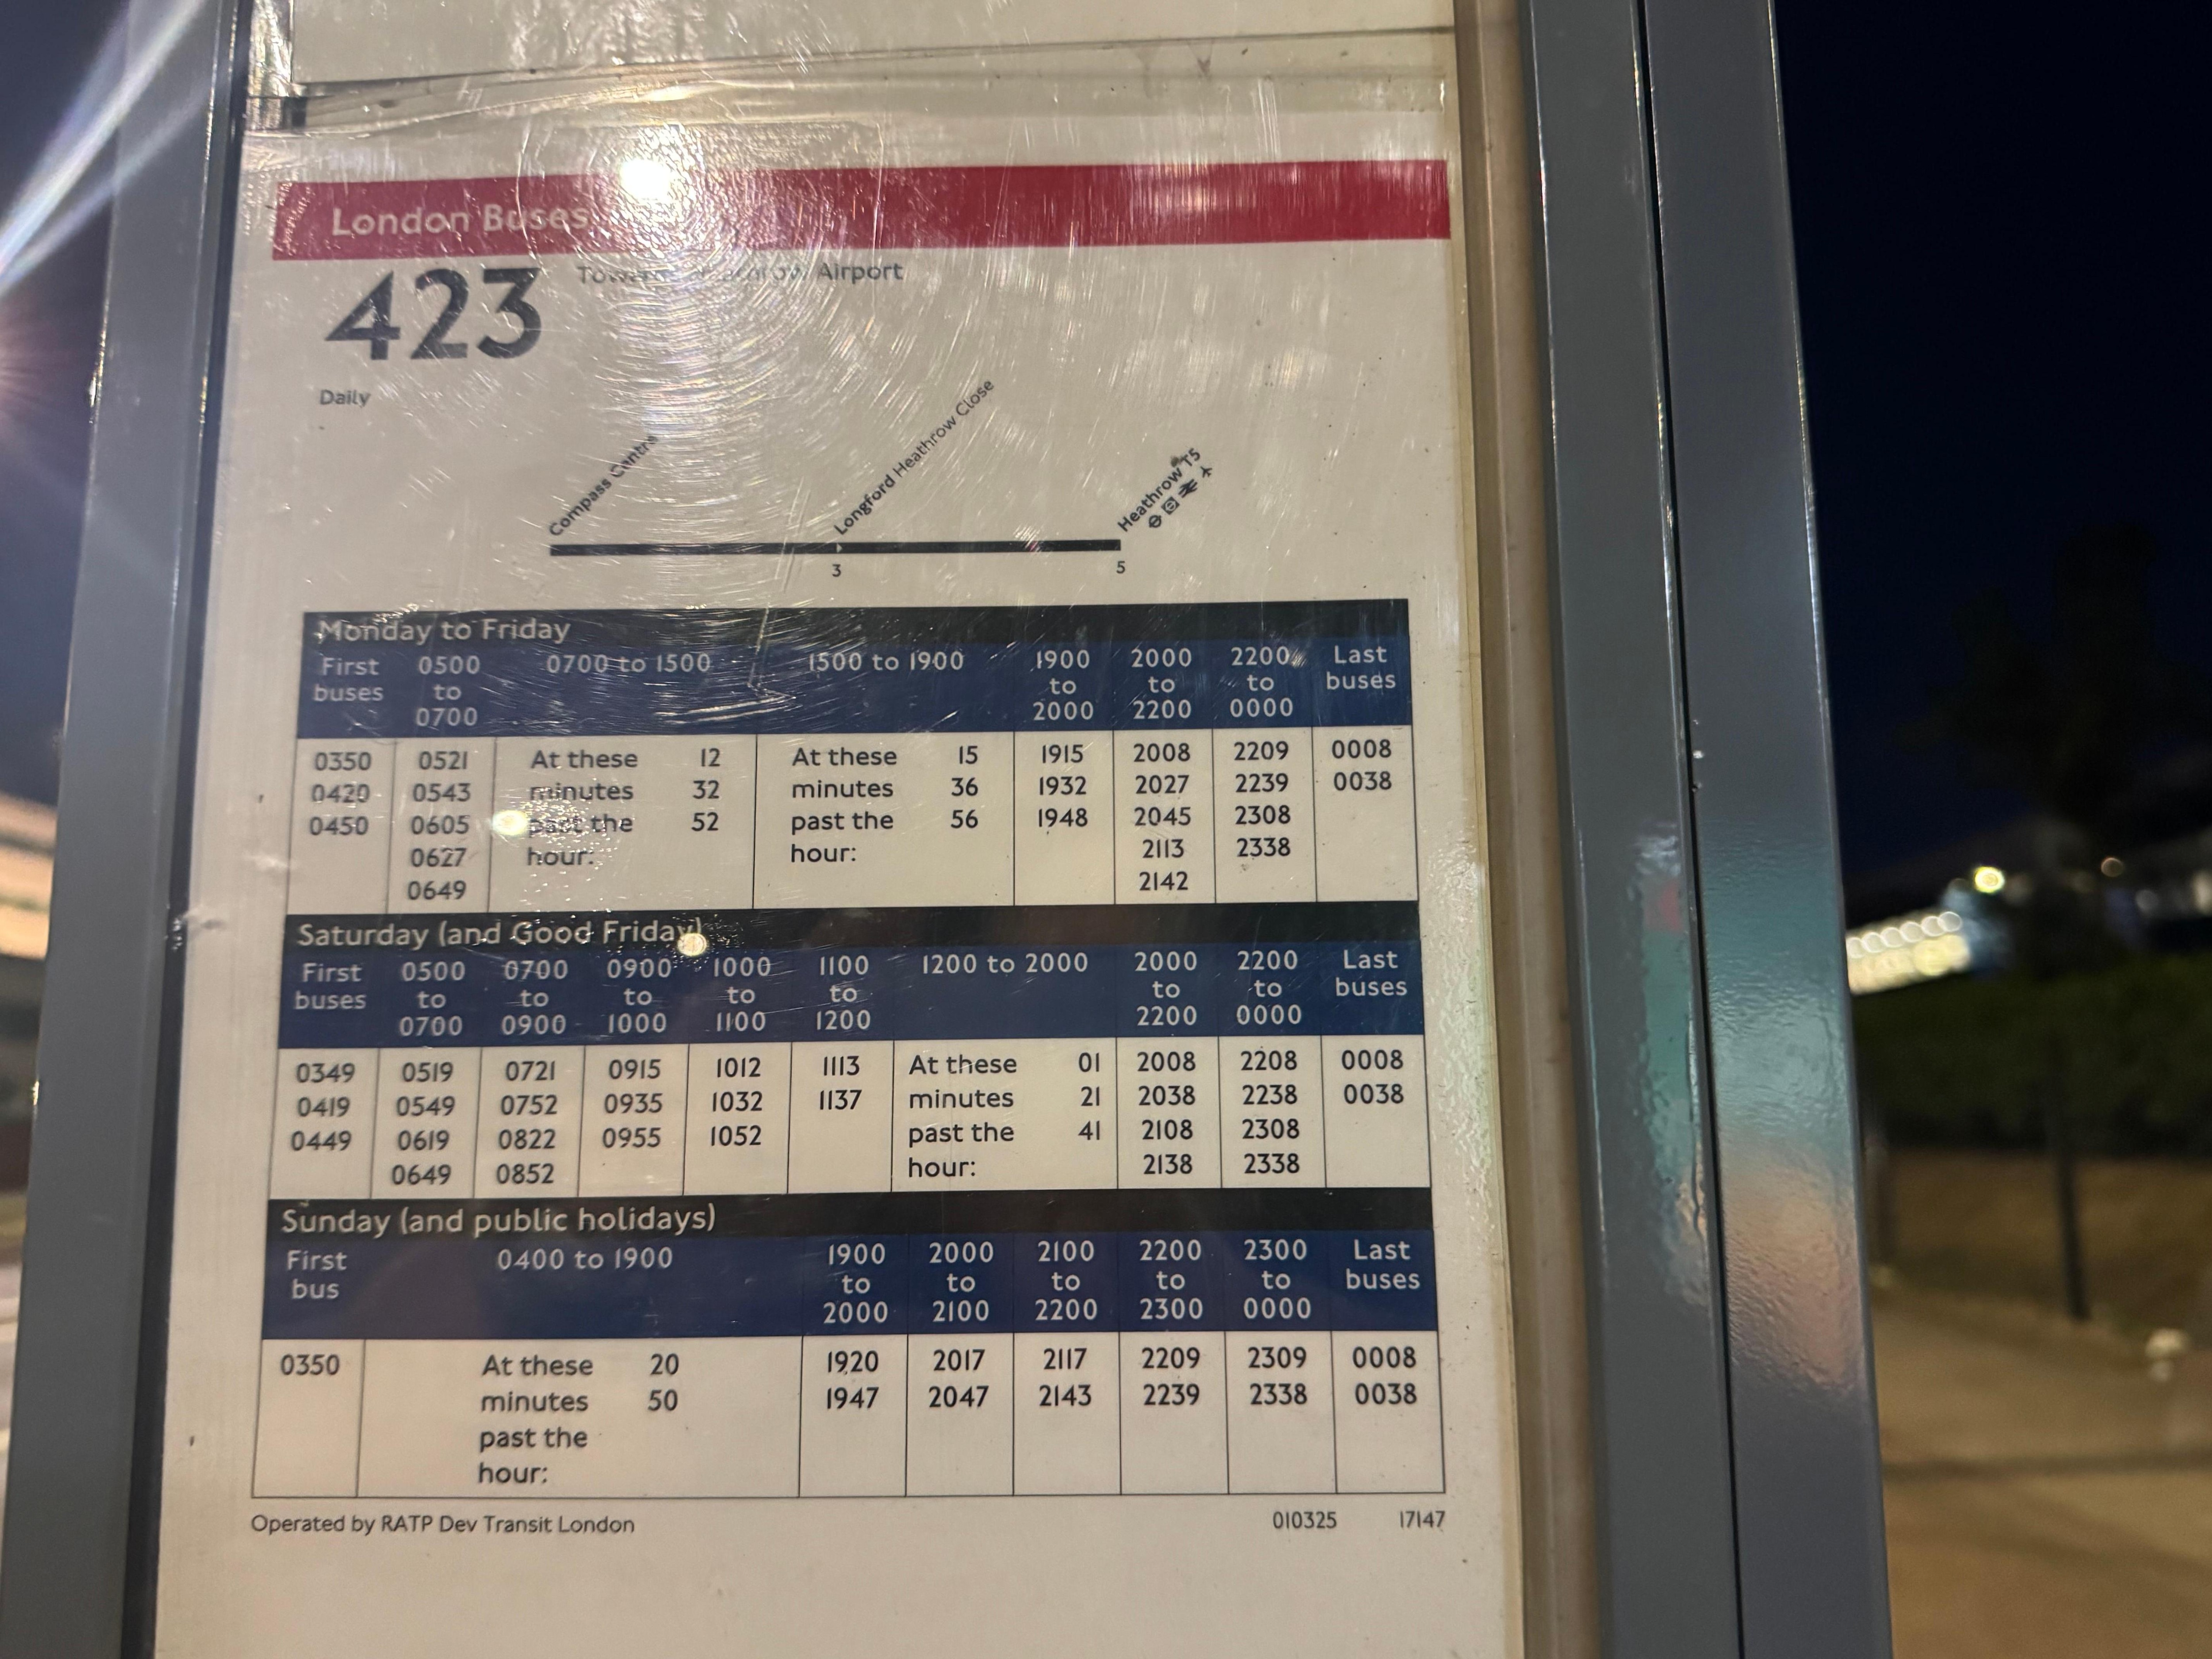 London Buses
423 Towards Heathrow Airport
Daily
Compass Centre
Longford Heathrow Close
Heathrow T5
3 5
Monday to Friday
First buses 0500 to 0700 0700 to 1500 1500 to 1900 1900 to 2000 2000 to 2200 2200 to 0000 Last buses
0350 0521 At these 12 At these 15 1915 2008 2209 0008
0420 0543 minutes 32 minutes 36 1932 2027 2239 0038
0450 0605 past the 52 past the 56 1948 2045 2308
0627 hour: hour: 2113 2338
0649 2142
Saturday (and Good Friday)
First buses 0500 to 0700 0700 to 0900 0900 to 1000 1000 to 1100 1100 to 1200 1200 to 2000 2000 to 2200 2200 to 0000 Last buses
0349 0519 0721 0915 1012 1113 At these 01 2008 2208 0008
0419 0549 0752 0935 1032 1137 minutes 21 2038 2238 0038
0449 0619 0822 0955 1052 past the 41 2108 2308
0649 0852 hour: 2138 2338
Sunday (and public holidays)
First bus 0400 to 1900 1900 to 2000 2000 to 2100 2100 to 2200 2200 to 2300 2300 to 0000 Last buses
0350 At these 20 1920 2017 2117 2209 2309 0008
minutes 50 1947 2047 2143 2239 2338 0038
past the
hour:
Operated by RATP Dev Transit London 010325 17147